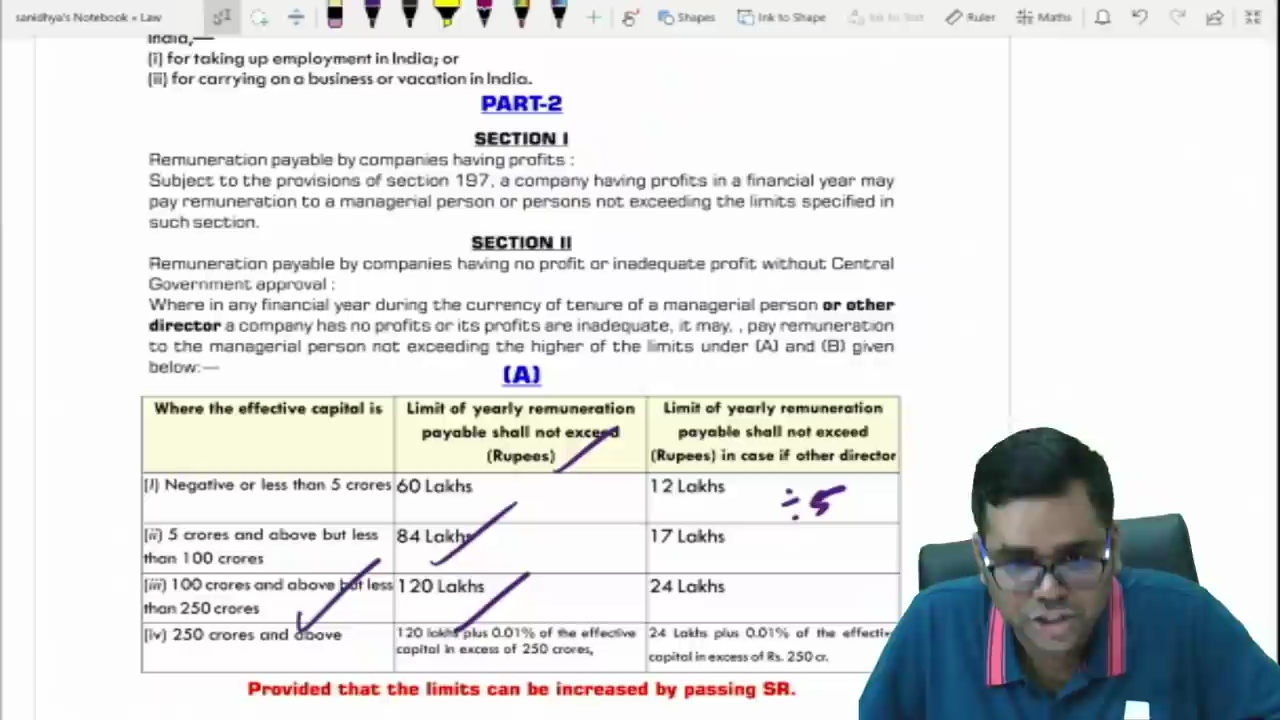 sanidhya's Notebook « Law
Shapes
Ink to Shape
Ink to Text
Ruler
Maths
India,—
(i) for taking up employment in India; or
(ii) for carrying on a business or vacation in India.
PART-2
SECTION I
Remuneration payable by companies having profits :
Subject to the provisions of section 197, a company having profits in a financial year may
pay remuneration to a managerial person or persons not exceeding the limits specified in
such section.
SECTION II
Remuneration payable by companies having no profit or inadequate profit without Central
Government approval :
Where in any financial year during the currency of tenure of a managerial person or other
director a company has no profits or its profits are inadequate, it may, , pay remuneration
to the managerial person not exceeding the higher of the limits under (A) and (B) given
below:—
(A)
Where the effective capital is
Limit of yearly remuneration
payable shall not exceed
(Rupees)
Limit of yearly remuneration
payable shall not exceed
(Rupees) in case if other director
(i) Negative or less than 5 crores
60 Lakhs
12 Lakhs
÷5
(ii) 5 crores and above but less
than 100 crores
84 Lakhs
17 Lakhs
(iii) 100 crores and above but less
than 250 crores
120 Lakhs
24 Lakhs
(iv) 250 crores and above
120 lakhs plus 0.01% of the effective
capital in excess of 250 crores,
24 Lakhs plus 0.01% of the effecti
capital in excess of Rs. 250 cr.
Provided that the limits can be increased by passing SR.